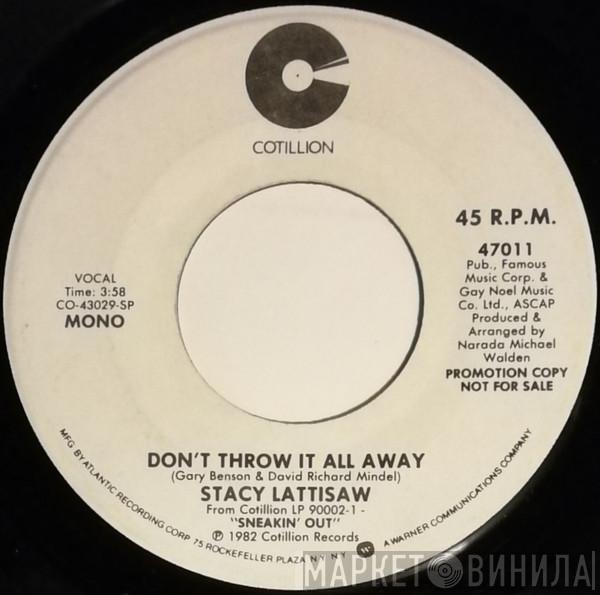 COTILLION
45 R.P.M.
47011
Pub., Famous
Music Corp. &
Gay Noel Music
Co. Ltd., ASCAP
Produced &
Arranged by
Narada Michael
Walden
PROMOTION COPY
NOT FOR SALE
VOCAL
Time: 3:58
CO-43029-SP
MONO
DON'T THROW IT ALL AWAY
(Gary Benson & David Richard Mindel)
STACY LATTISAW
From Cotillion LP 90002-1 -
"SNEAKIN' OUT"
℗ 1982 Cotillion Records
MFG BY ATLANTIC RECORDING CORP 75 ROCKEFELLER PLAZA N.Y. N.Y. W A WARNER COMMUNICATIONS COMPANY
МАРКЕТ ВИНИЛА